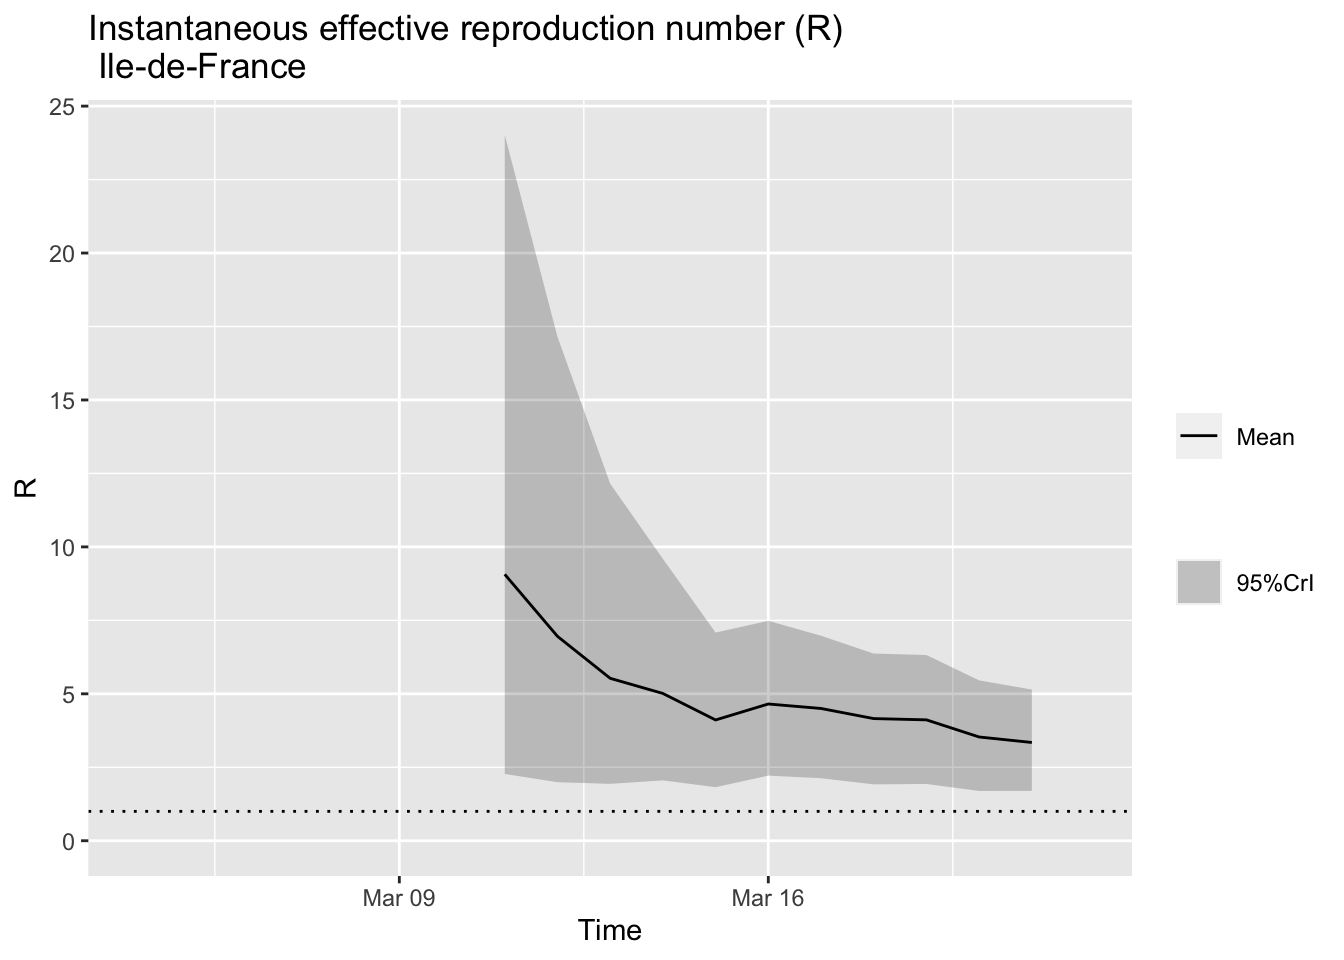 Instantaneous effective reproduction number (R)
Ile-de-France
25
20
15
10
5
0
R
Mar 09
Mar 16
Time
Mean
95%CrI